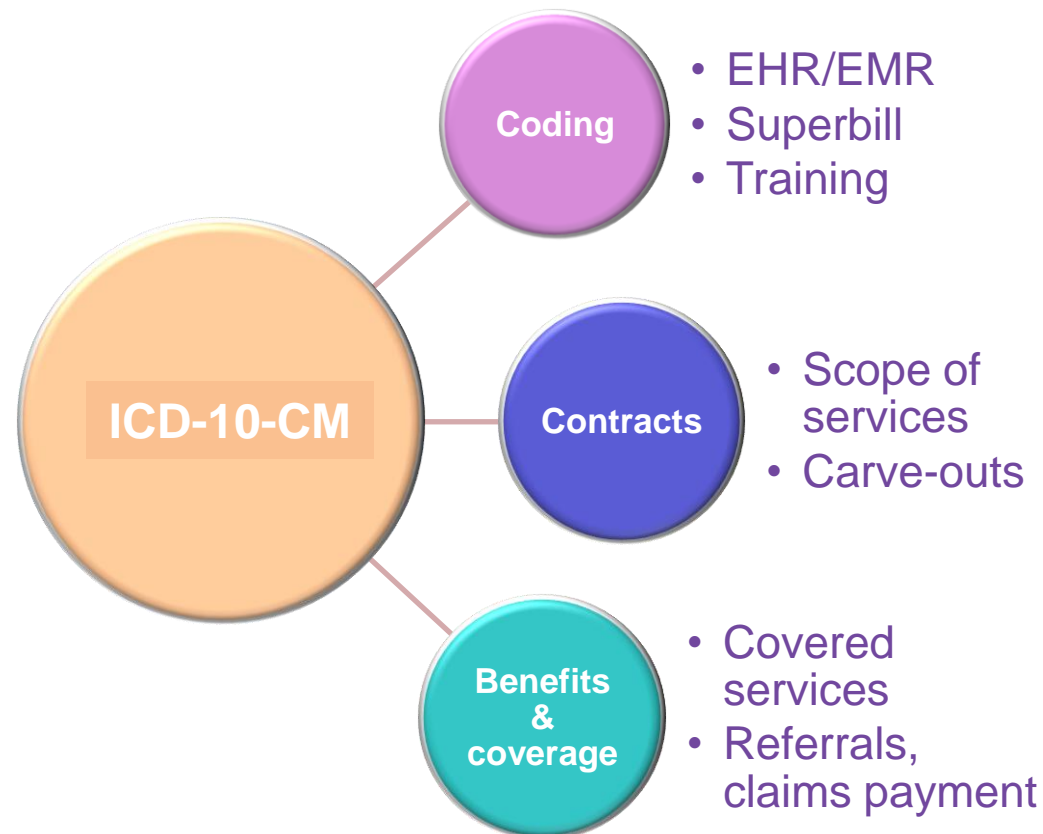 ICD-10-CM
Coding
• EHR/EMR
• Superbill
• Training
Contracts
• Scope of
services
• Carve-outs
Benefits
&
coverage
• Covered
services
• Referrals,
claims payment